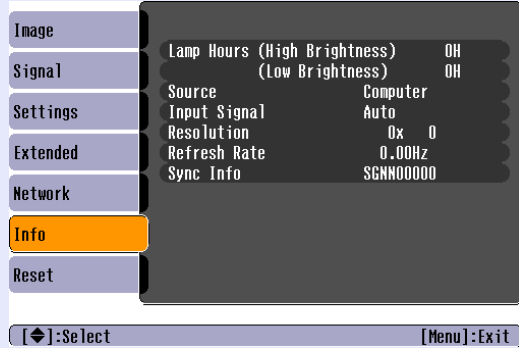 Image
Signal
Settings
Extended
Network
Info
Reset
Lamp Hours (High Brightness) 0H
(Low Brightness) 0H
Source Computer
Input Signal Auto
Resolution 0x 0
Refresh Rate 0.00Hz
Sync Info SGNN00000
[◆]:Select [Menu]:Exit